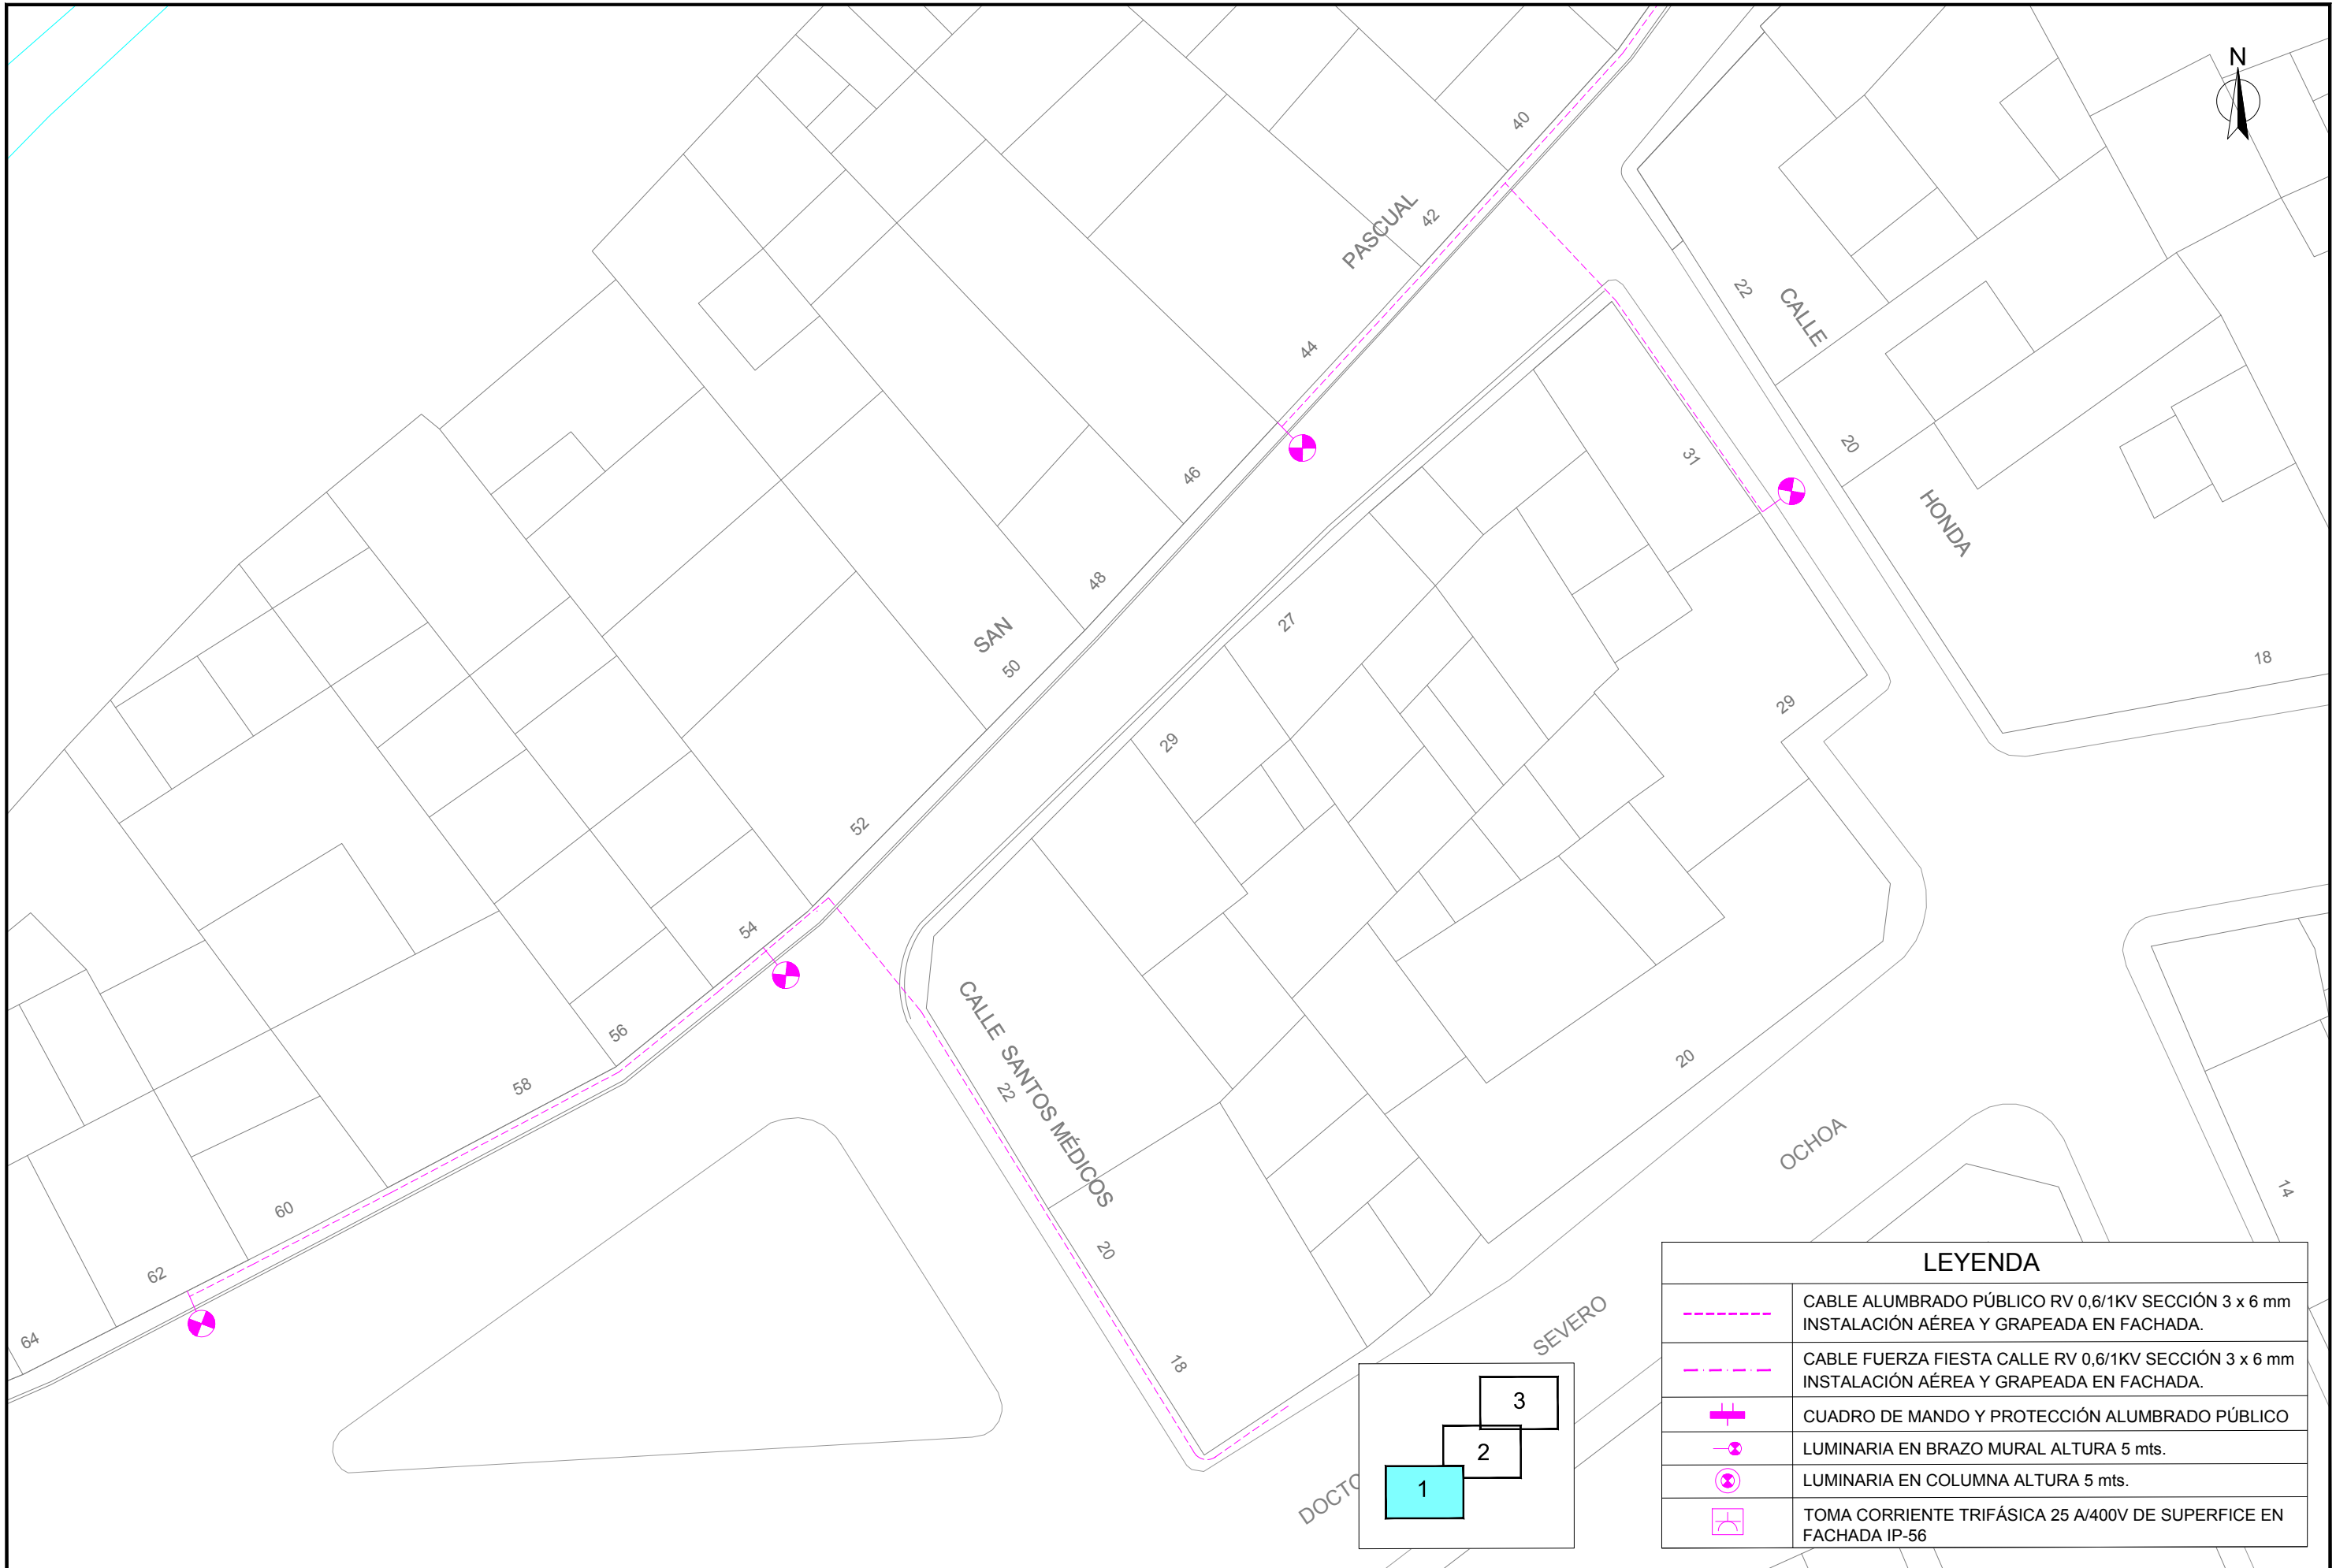 N
40
PASCUAL
42
22
CALLE
44
20
31
46
HONDA
48
27
SAN
50
18
29
29
52
54
CALLE SANTOS MÉDICOS
56
22
20
58
OCHOA
14
60
20
62
64
SEVERO
18
LEYENDA
CABLE ALUMBRADO PÚBLICO RV 0,6/1KV SECCIÓN 3 x 6 mm
INSTALACIÓN AÉREA Y GRAPEADA EN FACHADA.
CABLE FUERZA FIESTA CALLE RV 0,6/1KV SECCIÓN 3 x 6 mm
INSTALACIÓN AÉREA Y GRAPEADA EN FACHADA.
CUADRO DE MANDO Y PROTECCIÓN ALUMBRADO PÚBLICO
LUMINARIA EN BRAZO MURAL ALTURA 5 mts.
LUMINARIA EN COLUMNA ALTURA 5 mts.
TOMA CORRIENTE TRIFÁSICA 25 A/400V DE SUPERFICE EN
FACHADA IP-56
3
2
1